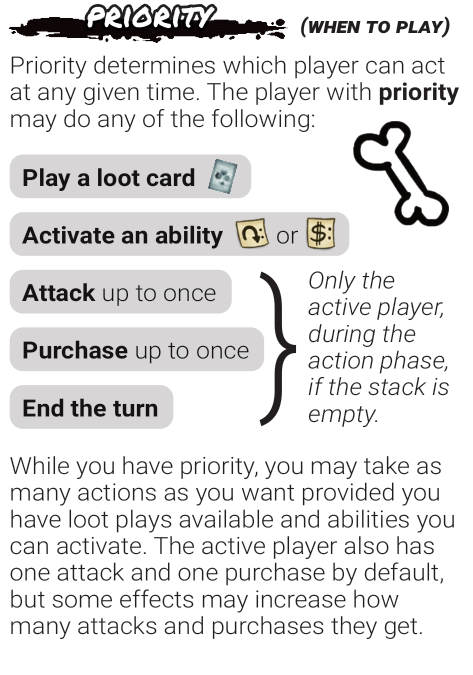 PRIORITY (WHEN TO PLAY)
Priority determines which player can act
at any given time. The player with priority
may do any of the following:
Play a loot card
Activate an ability or $:
Attack up to once
Purchase up to once
End the turn
Only the
active player,
during the
action phase,
if the stack is
empty.
While you have priority, you may take as
many actions as you want provided you
have loot plays available and abilities you
can activate. The active player also has
one attack and one purchase by default,
but some effects may increase how
many attacks and purchases they get.